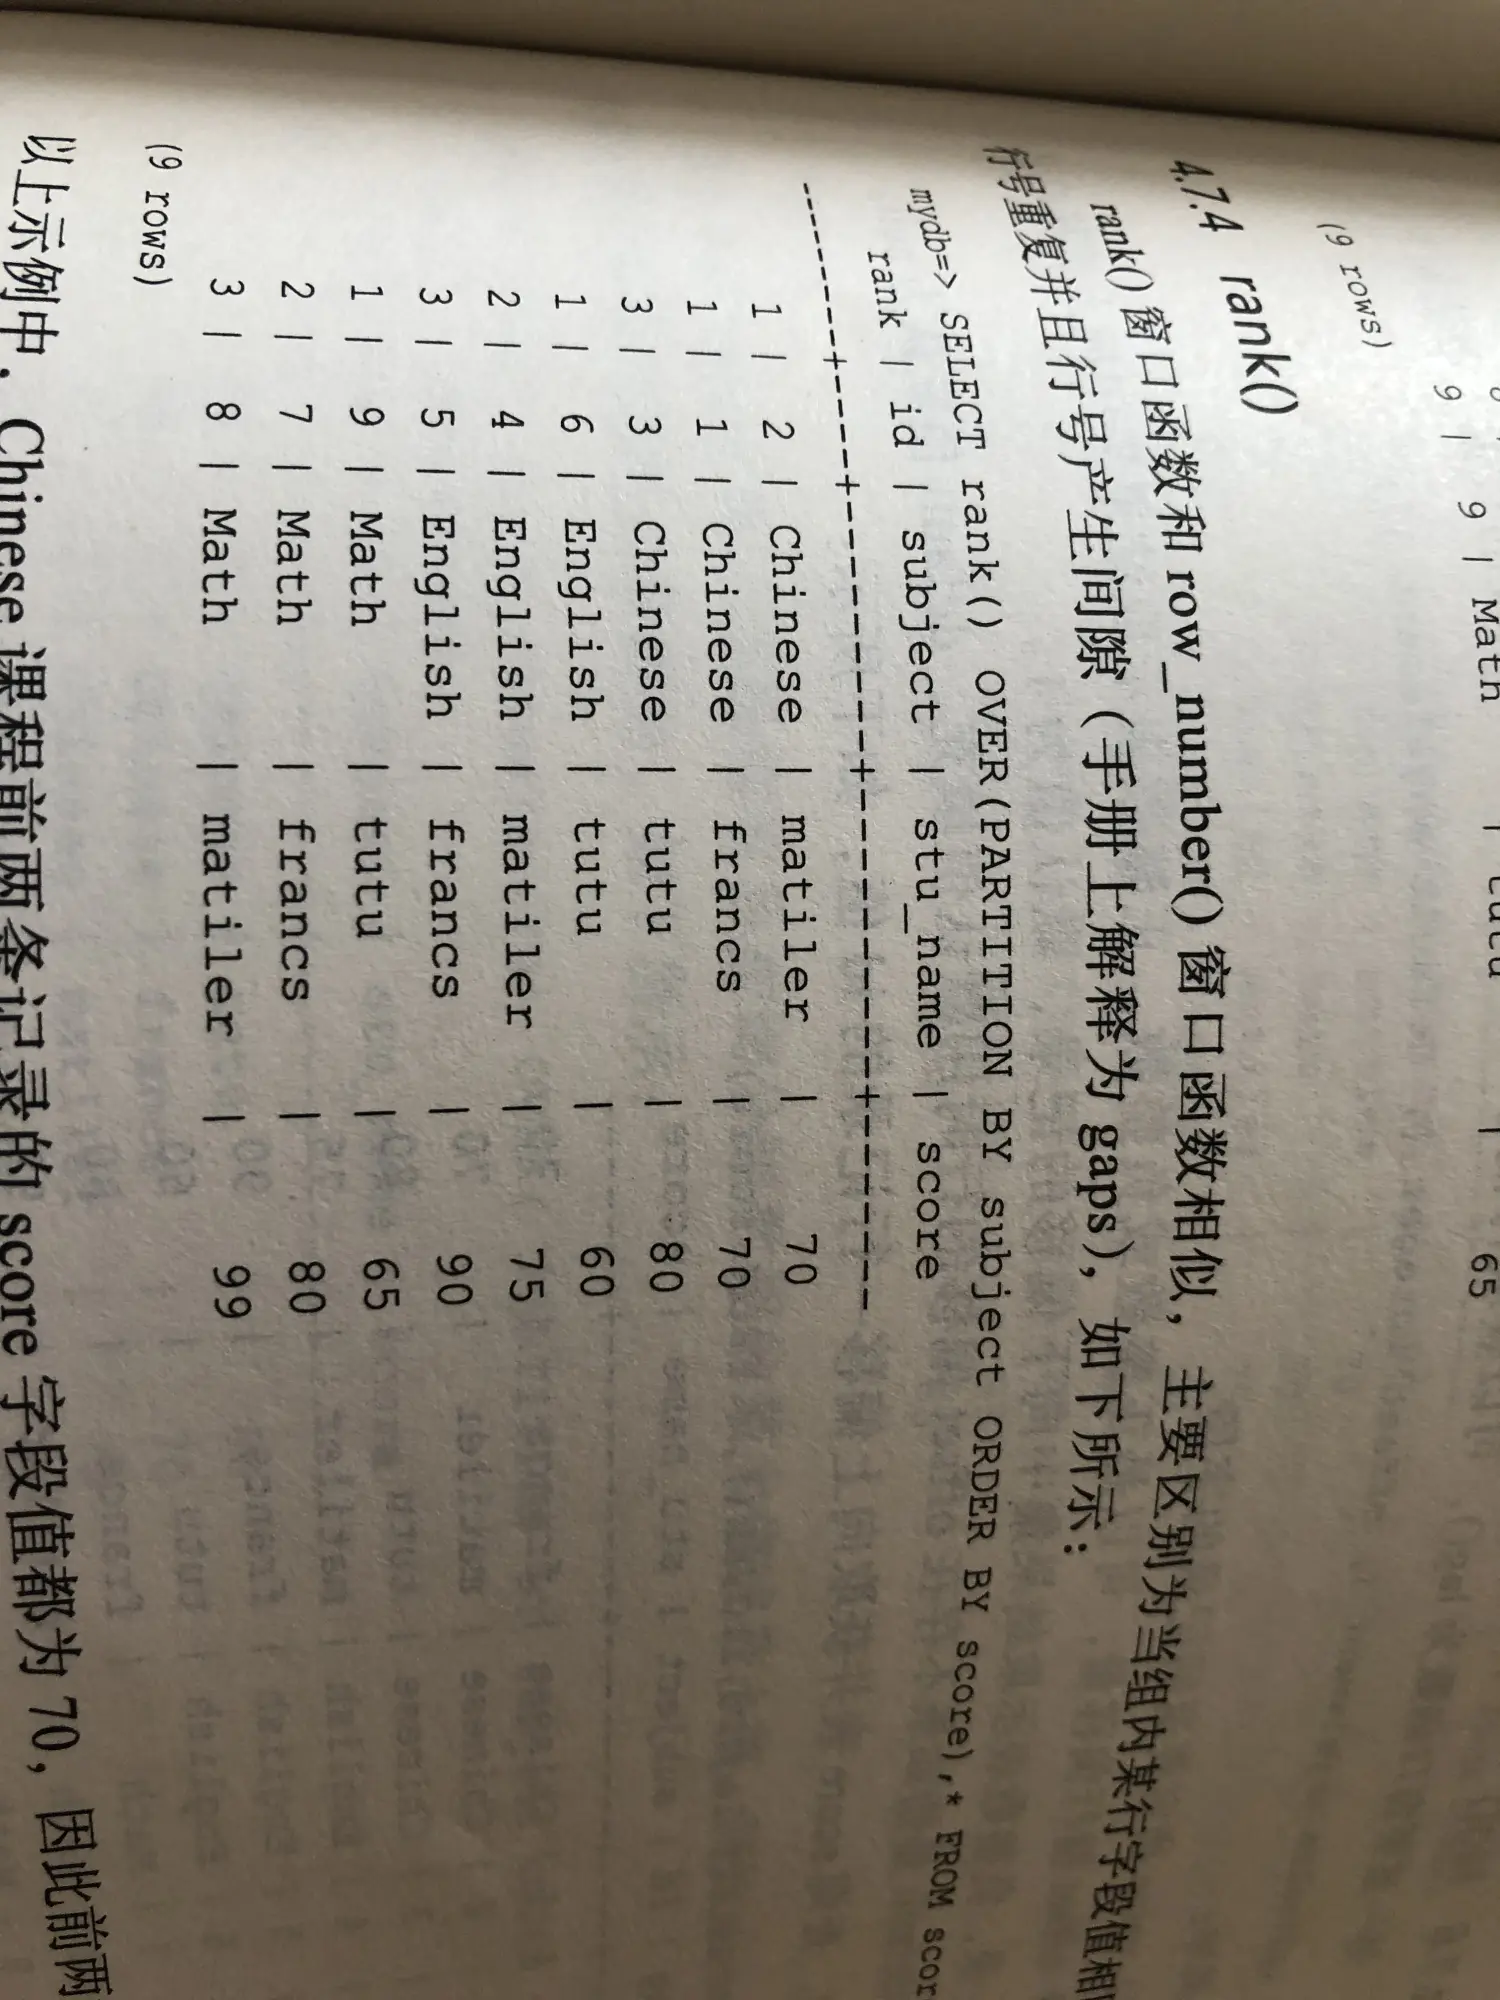 9 | 9 | Math | tutu | 65
(9 rows)
4.7.4 rank()
rank() 窗口函数和 row_number() 窗口函数相似，主要区别为当组内某行字段值相
行号重复并且行号产生间隙（手册上解释为 gaps），如下所示：
mydb=> SELECT rank() OVER(PARTITION BY subject ORDER BY score),* FROM scor
rank | id | subject | stu_name | score
--------+----+---------+----------+-------
1 | 2 | Chinese | matiler | 70
1 | 1 | Chinese | francs | 70
3 | 3 | Chinese | tutu | 80
1 | 6 | English | tutu | 60
2 | 4 | English | matiler | 75
3 | 5 | English | francs | 90
1 | 9 | Math | tutu | 65
2 | 7 | Math | francs | 80
3 | 8 | Math | matiler | 99
(9 rows)
以上示例中，Chinese 课程前两条记录的 score 字段值都为 70，因此前两